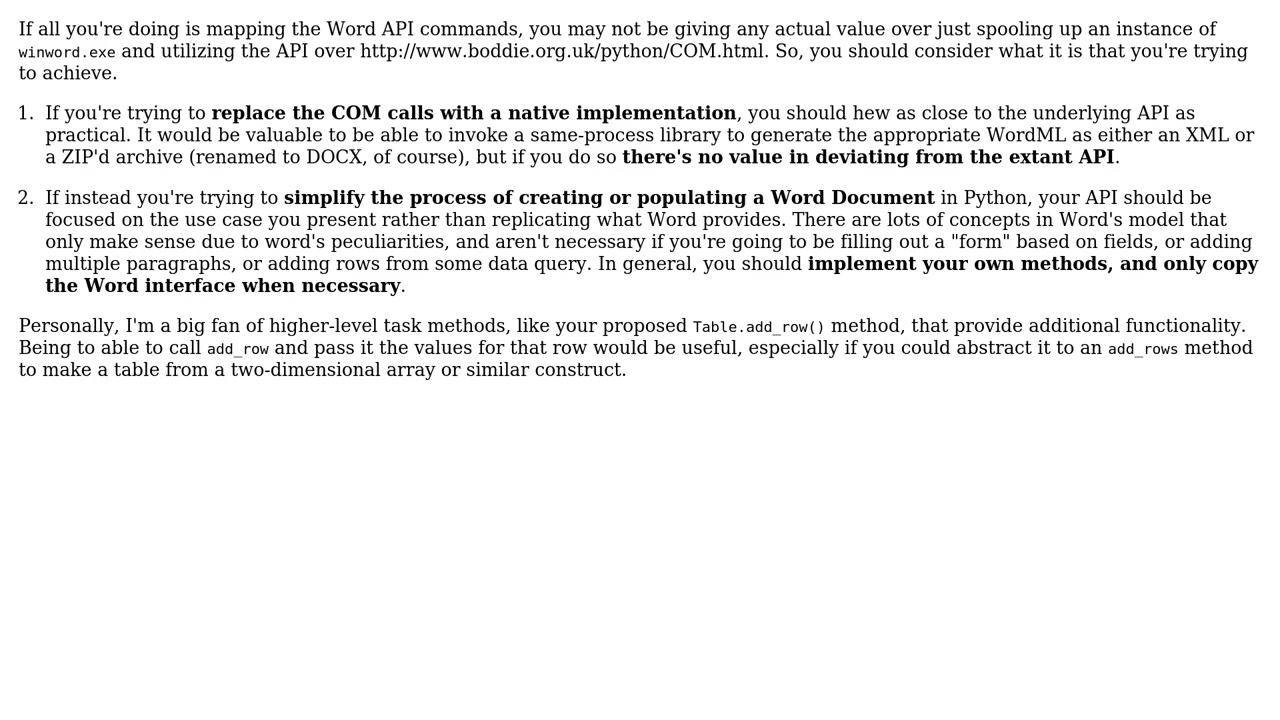 If all you're doing is mapping the Word API commands, you may not be giving any actual value over just spooling up an instance of
winword.exe and utilizing the API over http://www.boddie.org.uk/python/COM.html. So, you should consider what it is that you're trying
to achieve.
1. If you're trying to replace the COM calls with a native implementation, you should hew as close to the underlying API as
practical. It would be valuable to be able to invoke a same-process library to generate the appropriate WordML as either an XML or
a ZIP'd archive (renamed to DOCX, of course), but if you do so there's no value in deviating from the extant API.
2. If instead you're trying to simplify the process of creating or populating a Word Document in Python, your API should be
focused on the use case you present rather than replicating what Word provides. There are lots of concepts in Word's model that
only make sense due to word's peculiarities, and aren't necessary if you're going to be filling out a "form" based on fields, or adding
multiple paragraphs, or adding rows from some data query. In general, you should implement your own methods, and only copy
the Word interface when necessary.
Personally, I'm a big fan of higher-level task methods, like your proposed Table.add_row() method, that provide additional functionality.
Being to able to call add_row and pass it the values for that row would be useful, especially if you could abstract it to an add_rows method
to make a table from a two-dimensional array or similar construct.